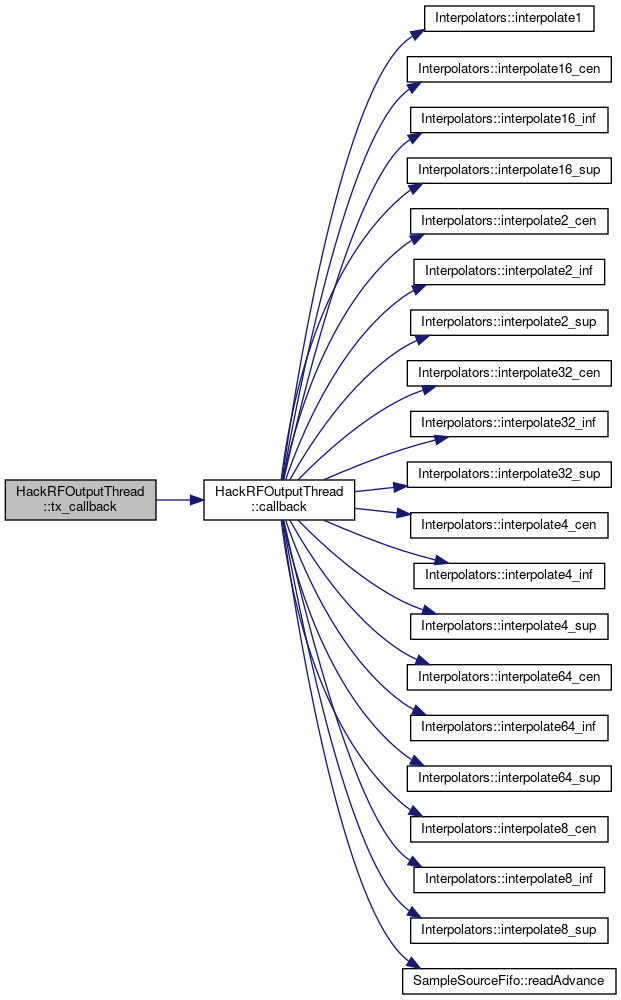 HackRFOutputThread
::tx_callback
HackRFOutputThread
::callback
Interpolators::interpolate1
Interpolators::interpolate16_cen
Interpolators::interpolate16_inf
Interpolators::interpolate16_sup
Interpolators::interpolate2_cen
Interpolators::interpolate2_inf
Interpolators::interpolate2_sup
Interpolators::interpolate32_cen
Interpolators::interpolate32_inf
Interpolators::interpolate32_sup
Interpolators::interpolate4_cen
Interpolators::interpolate4_inf
Interpolators::interpolate4_sup
Interpolators::interpolate64_cen
Interpolators::interpolate64_inf
Interpolators::interpolate64_sup
Interpolators::interpolate8_cen
Interpolators::interpolate8_inf
Interpolators::interpolate8_sup
SampleSourceFifo::readAdvance